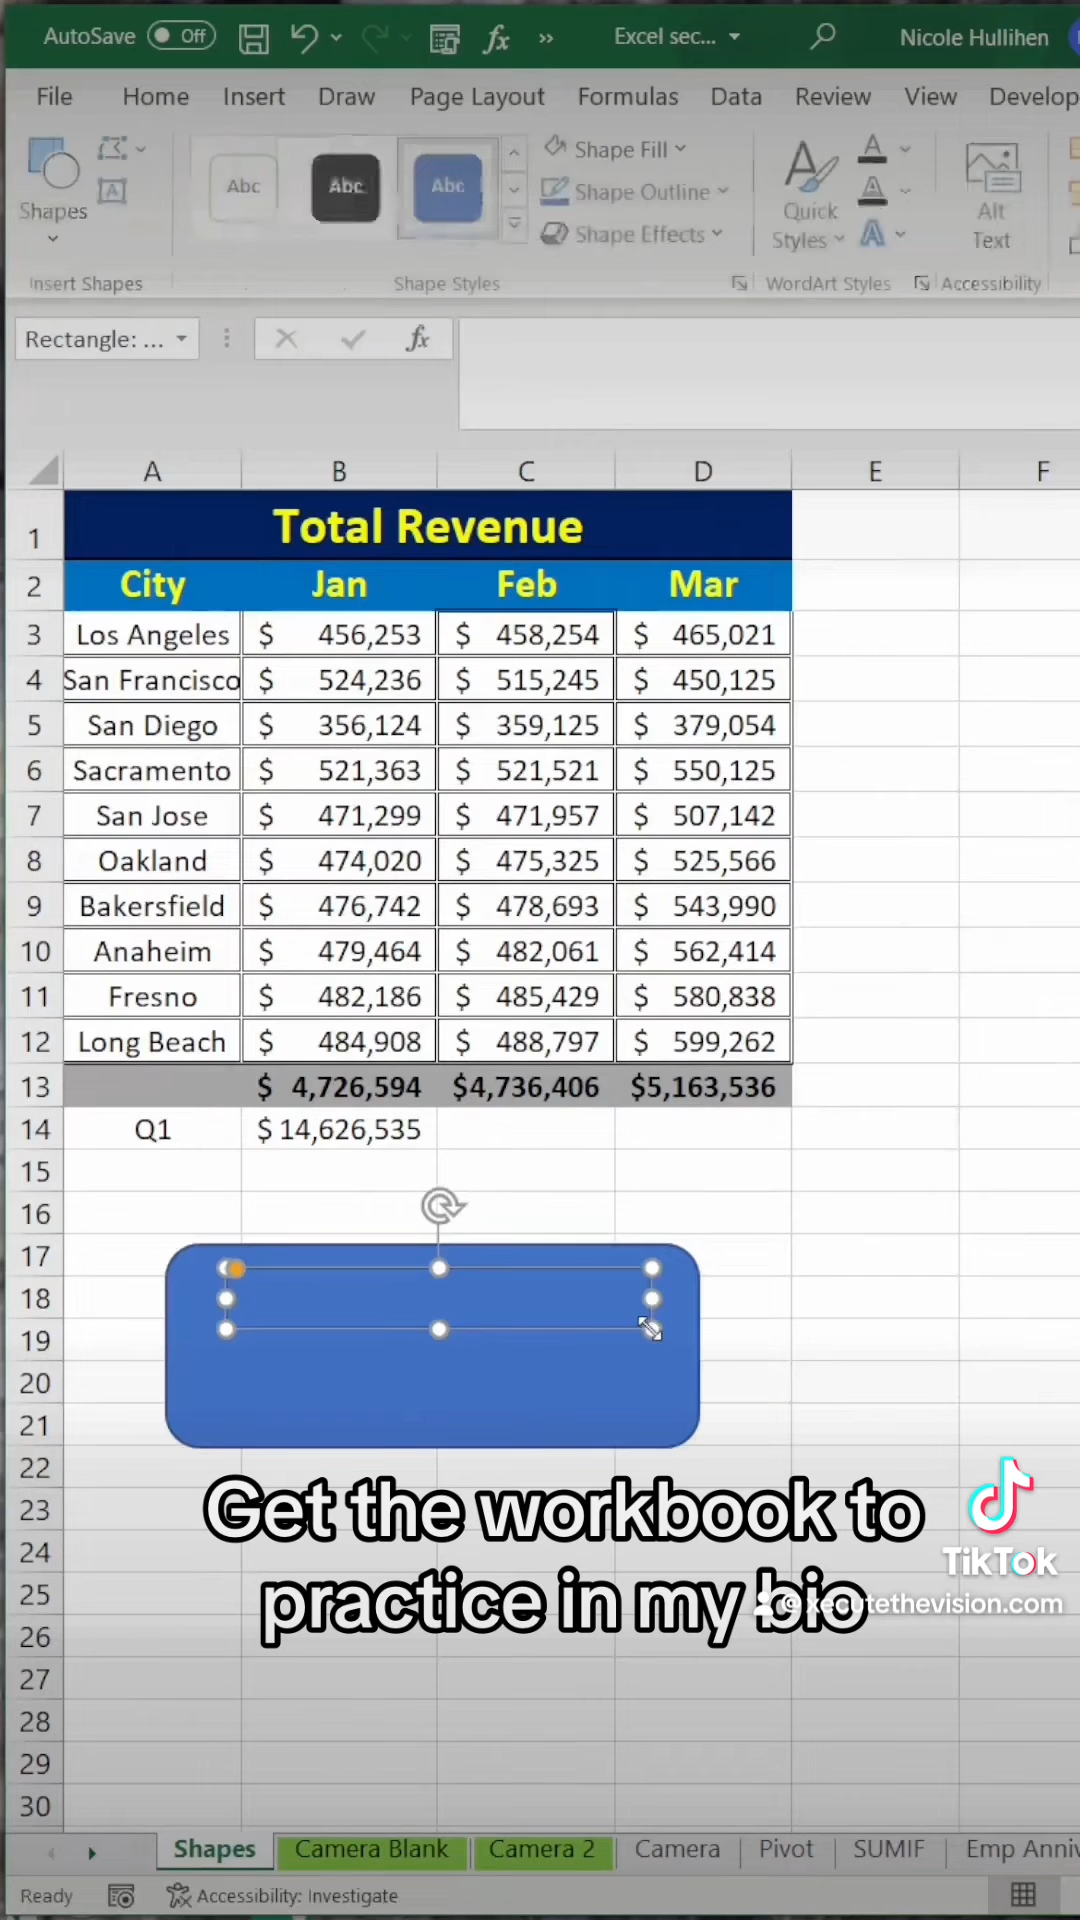 AutoSave Off Excel sec... Nicole Hullihen
File Home Insert Draw Page Layout Formulas Data Review View Develop
Abc Abc Abc
Shapes
Shape Fill
Shape Outline
Shape Effects
Quick
Styles
Alt
Text
Insert Shapes Shape Styles WordArt Styles Accessibility
Rectangle: ... fx
A B C D E F
1 Total Revenue
2 City Jan Feb Mar
3 Los Angeles $ 456,253 $ 458,254 $ 465,021
4 San Francisco $ 524,236 $ 515,245 $ 450,125
5 San Diego $ 356,124 $ 359,125 $ 379,054
6 Sacramento $ 521,363 $ 521,521 $ 550,125
7 San Jose $ 471,299 $ 471,957 $ 507,142
8 Oakland $ 474,020 $ 475,325 $ 525,566
9 Bakersfield $ 476,742 $ 478,693 $ 543,990
10 Anaheim $ 479,464 $ 482,061 $ 562,414
11 Fresno $ 482,186 $ 485,429 $ 580,838
12 Long Beach $ 484,908 $ 488,797 $ 599,262
13 $ 4,726,594 $4,736,406 $5,163,536
14 Q1 $ 14,626,535
15
16
17
18
19
20
21
22
23
24
25
26
27
28
29
30
Get the workbook to
practice in my bio
TikTok
@xecutethevision.com
Shapes Camera Blank Camera 2 Camera Pivot SUMIF Emp Anniv
Ready Accessibility: Investigate